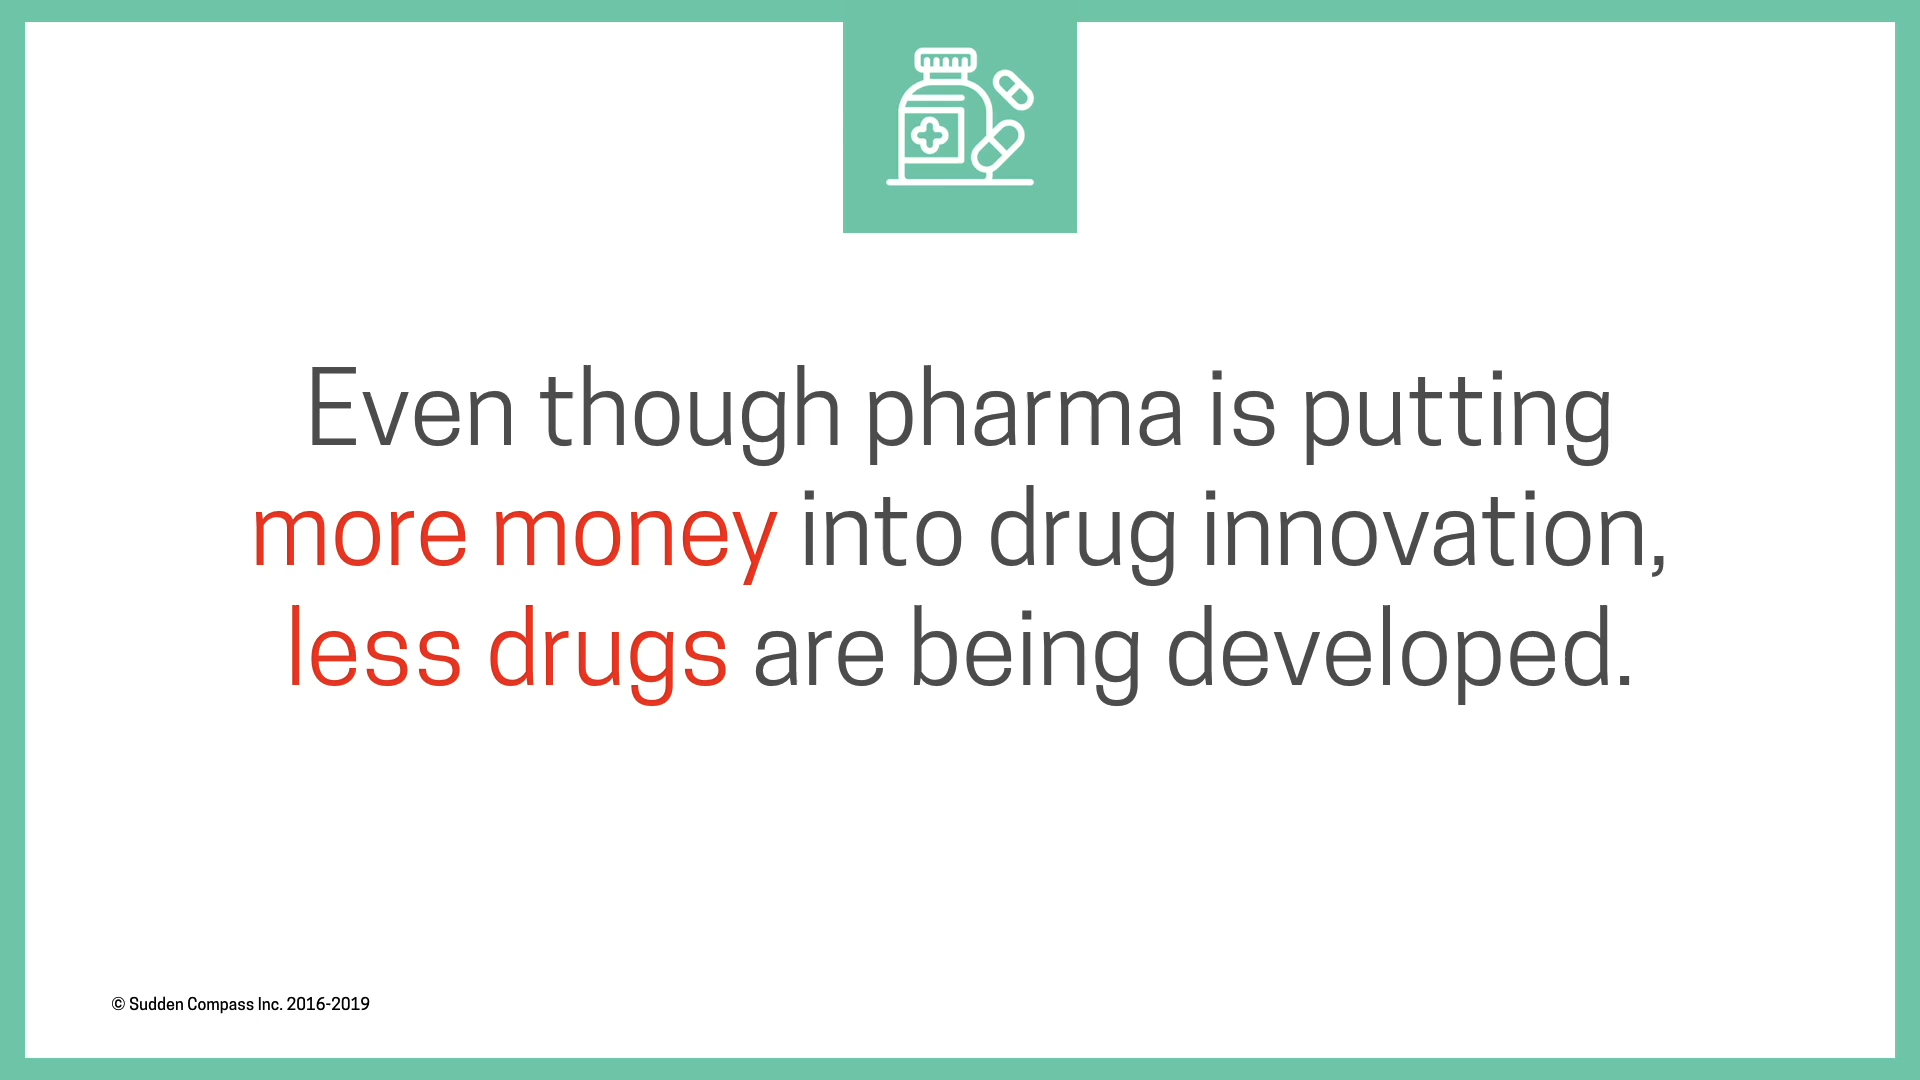 Even though pharma is putting
more money into drug innovation,
less drugs are being developed.
© Sudden Compass Inc. 2016-2019